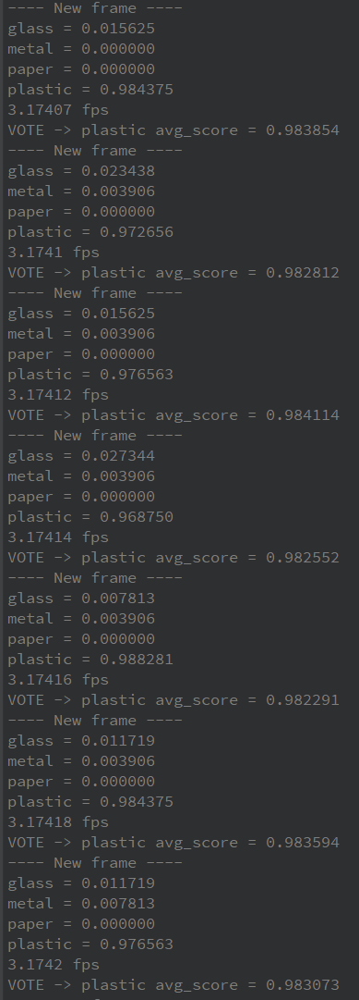 ---- New frame ----
glass = 0.015625
metal = 0.000000
paper = 0.000000
plastic = 0.984375
3.17407 fps
VOTE -> plastic avg_score = 0.983854
---- New frame ----
glass = 0.023438
metal = 0.003906
paper = 0.000000
plastic = 0.972656
3.1741 fps
VOTE -> plastic avg_score = 0.982812
---- New frame ----
glass = 0.015625
metal = 0.003906
paper = 0.000000
plastic = 0.976563
3.17412 fps
VOTE -> plastic avg_score = 0.984114
---- New frame ----
glass = 0.027344
metal = 0.003906
paper = 0.000000
plastic = 0.968750
3.17414 fps
VOTE -> plastic avg_score = 0.982552
---- New frame ----
glass = 0.007813
metal = 0.003906
paper = 0.000000
plastic = 0.988281
3.17416 fps
VOTE -> plastic avg_score = 0.982291
---- New frame ----
glass = 0.011719
metal = 0.003906
paper = 0.000000
plastic = 0.984375
3.17418 fps
VOTE -> plastic avg_score = 0.983594
---- New frame ----
glass = 0.011719
metal = 0.007813
paper = 0.000000
plastic = 0.976563
3.1742 fps
VOTE -> plastic avg_score = 0.983073